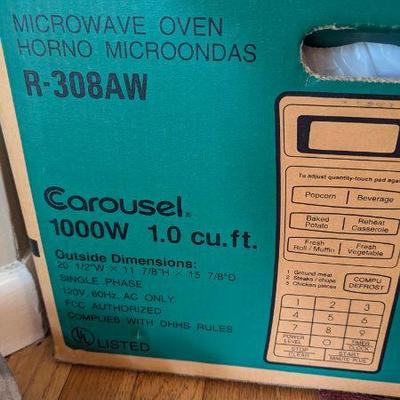 MICROWAVE OVEN
HORNO MICROONDAS
R-308AW
Carousel®
1000W 1.0 cu.ft.
Outside Dimensions:
20 1/2"W × 11 7/8"H × 15 7/8"D
SINGLE PHASE
120V, 60Hz, AC ONLY
FCC AUTHORIZED
COMPLIES WITH DHHS RULES
UL LISTED
To adjust quantity-touch pad again
Popcorn Beverage
Baked Potato Reheat Casserole
Fresh Roll / Muffin Fresh Vegetable
1 Ground meat
2 Steaks / chops
3 Chicken pieces
COMPU DEFROST
1 2 3
4 5 6
7 8 9
POWER LEVEL 0 TIMER CLOCK
STOP CLEAR START MINUTE PLUS